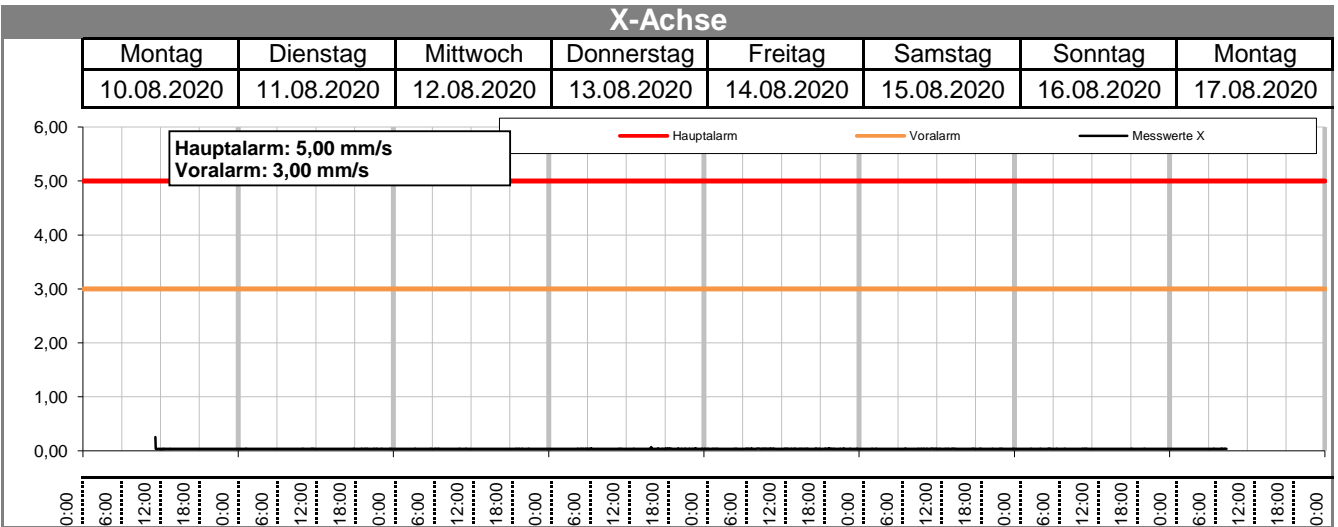 X-Achse
Montag Dienstag Mittwoch Donnerstag Freitag Samstag Sonntag Montag
10.08.2020 11.08.2020 12.08.2020 13.08.2020 14.08.2020 15.08.2020 16.08.2020 17.08.2020
Hauptalarm Voralarm Messwerte X
Hauptalarm: 5,00 mm/s
Voralarm: 3,00 mm/s
6,00
5,00
4,00
3,00
2,00
1,00
0,00
0:00 6:00 12:00 18:00 0:00 6:00 12:00 18:00 0:00 6:00 12:00 18:00 0:00 6:00 12:00 18:00 0:00 6:00 12:00 18:00 0:00 6:00 12:00 18:00 0:00 6:00 12:00 18:00 0:00 6:00 12:00 18:00 0:00